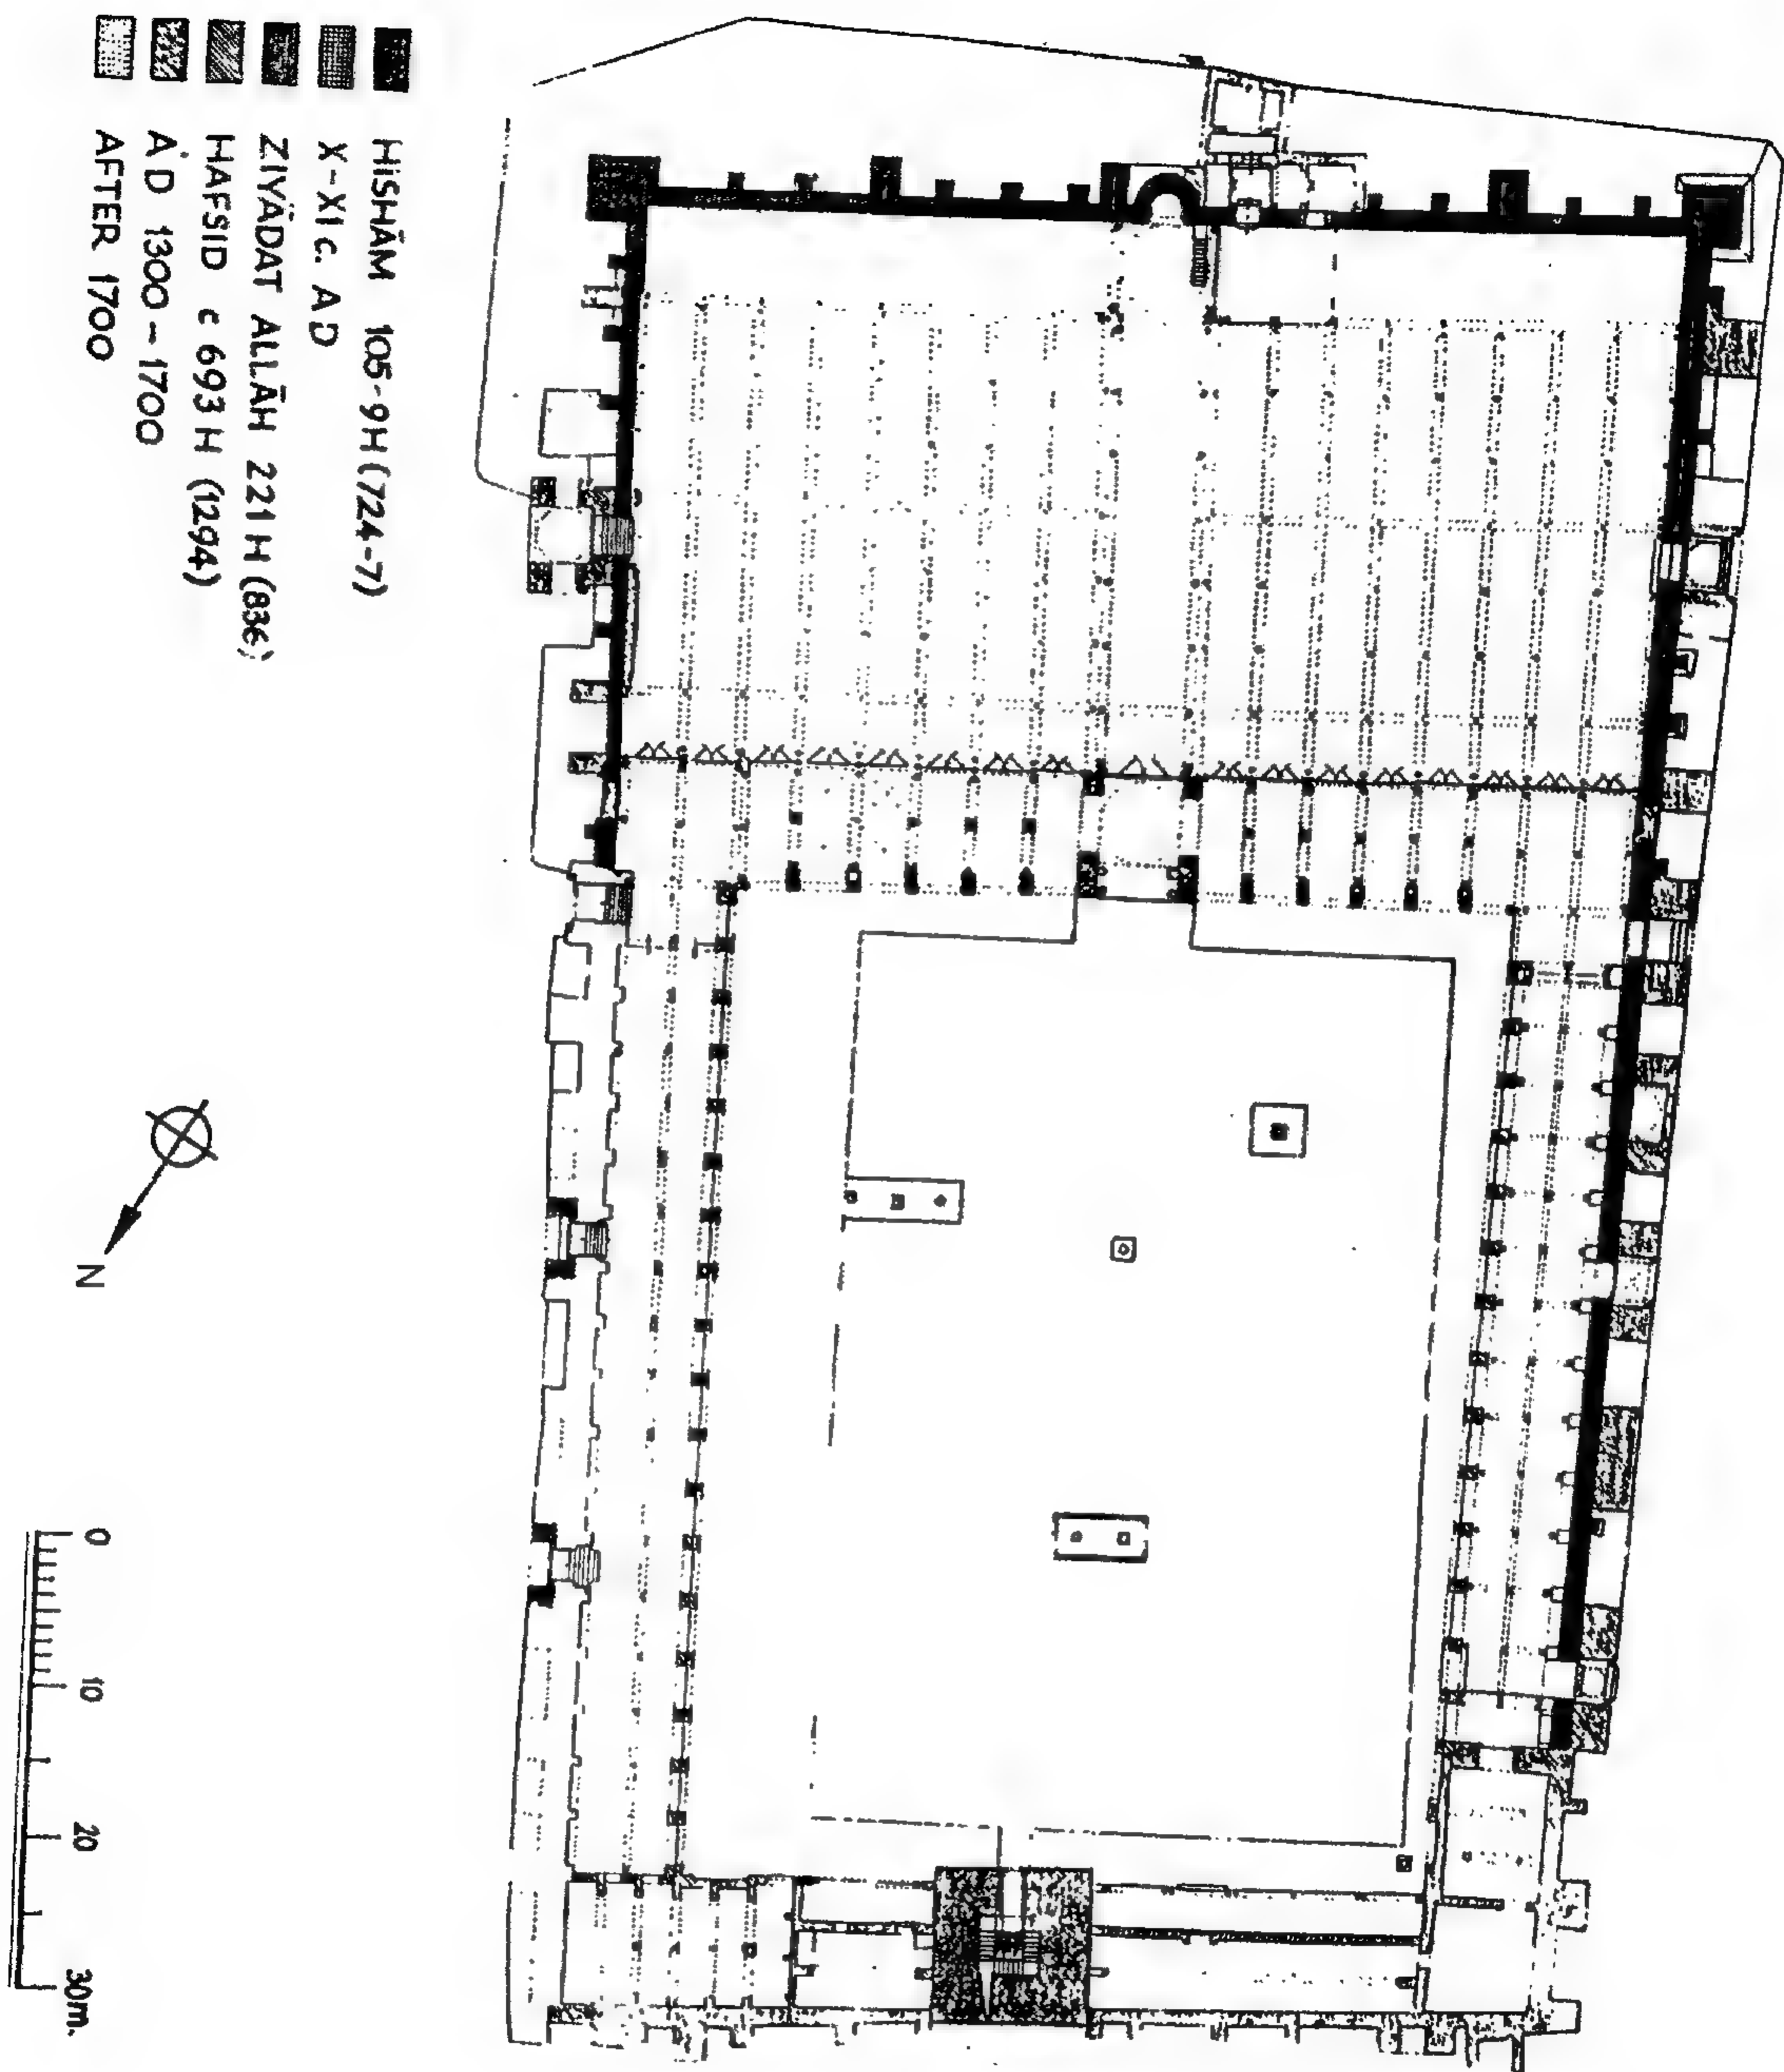 HISHĀM 105-9H (724-7)
X-XI c. A D
ZIYĀDAT ALLĀH 221 H (836)
HAFSID c 693 H (1294)
A D 1300-1700
AFTER 1700
N
0
10
20
30m.